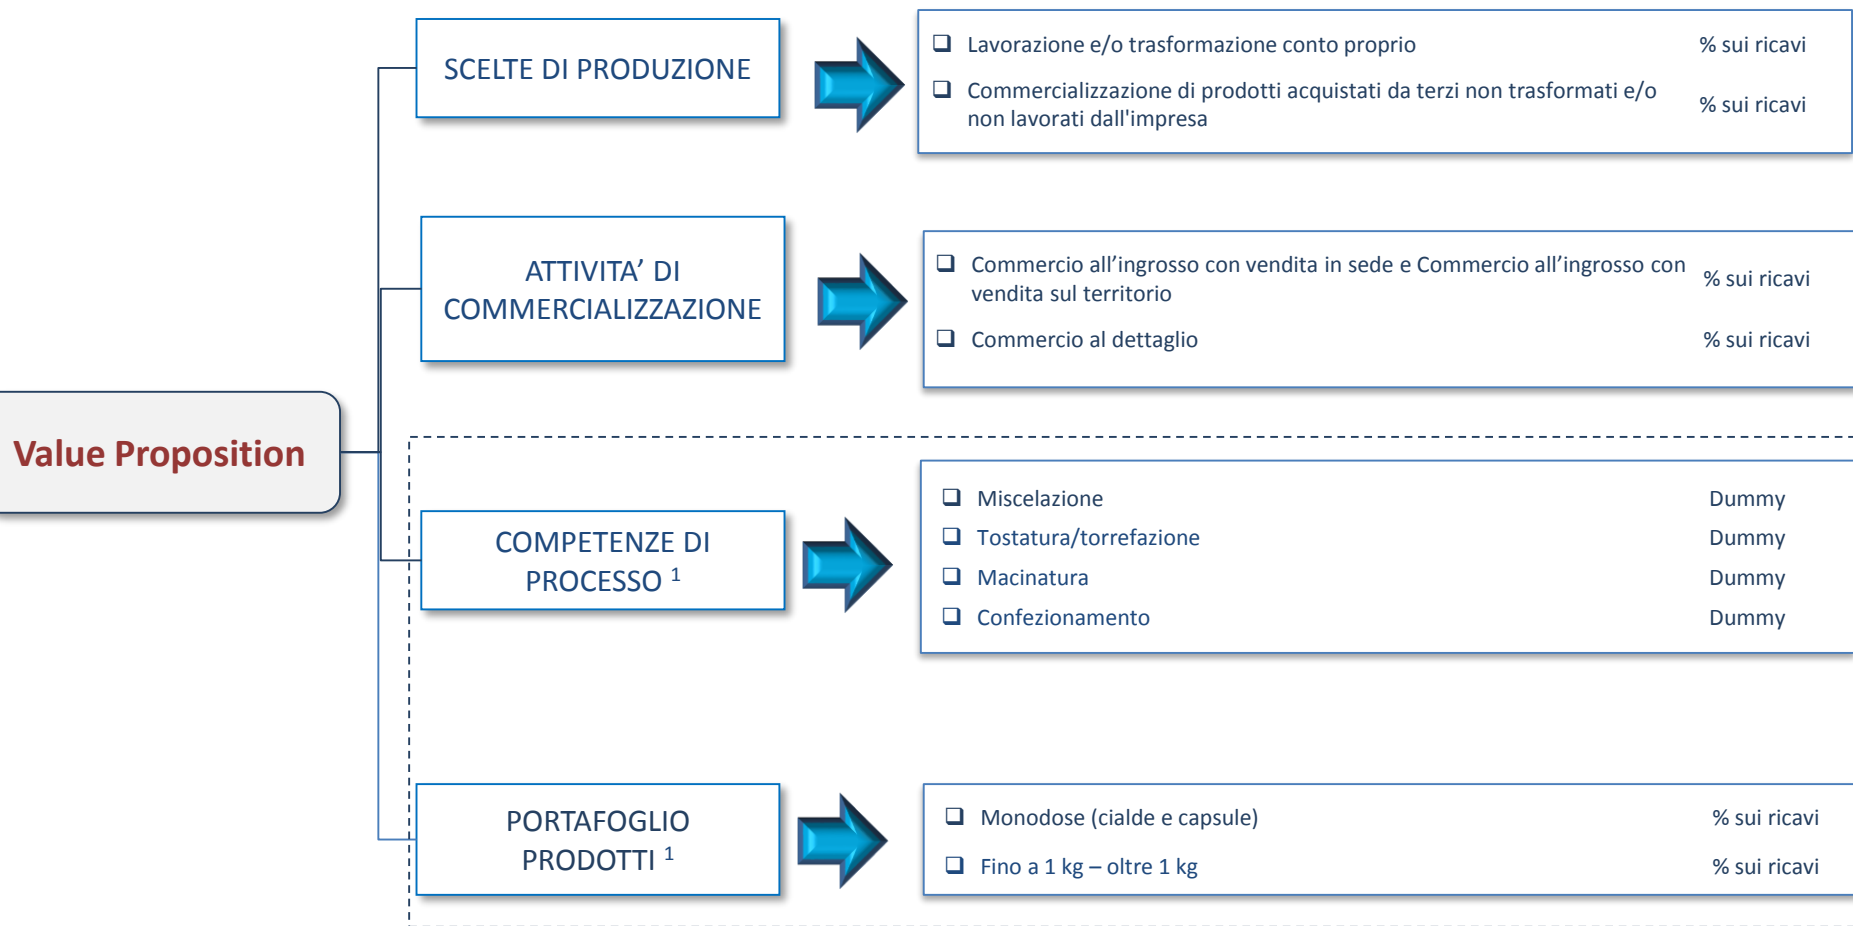 SCELTE DI PRODUZIONE
Lavorazione e/o trasformazione conto proprio % sui ricavi
Commercializzazione di prodotti acquistati da terzi non trasformati e/o
non lavorati dall'impresa % sui ricavi
ATTIVITA’ DI
COMMERCIALIZZAZIONE
Commercio all’ingrosso con vendita in sede e Commercio all’ingrosso con
vendita sul territorio % sui ricavi
Commercio al dettaglio % sui ricavi
Value Proposition
COMPETENZE DI
PROCESSO 1
Miscelazione Dummy
Tostatura/torrefazione Dummy
Macinatura Dummy
Confezionamento Dummy
PORTAFOGLIO
PRODOTTI 1
Monodose (cialde e capsule) % sui ricavi
Fino a 1 kg – oltre 1 kg % sui ricavi